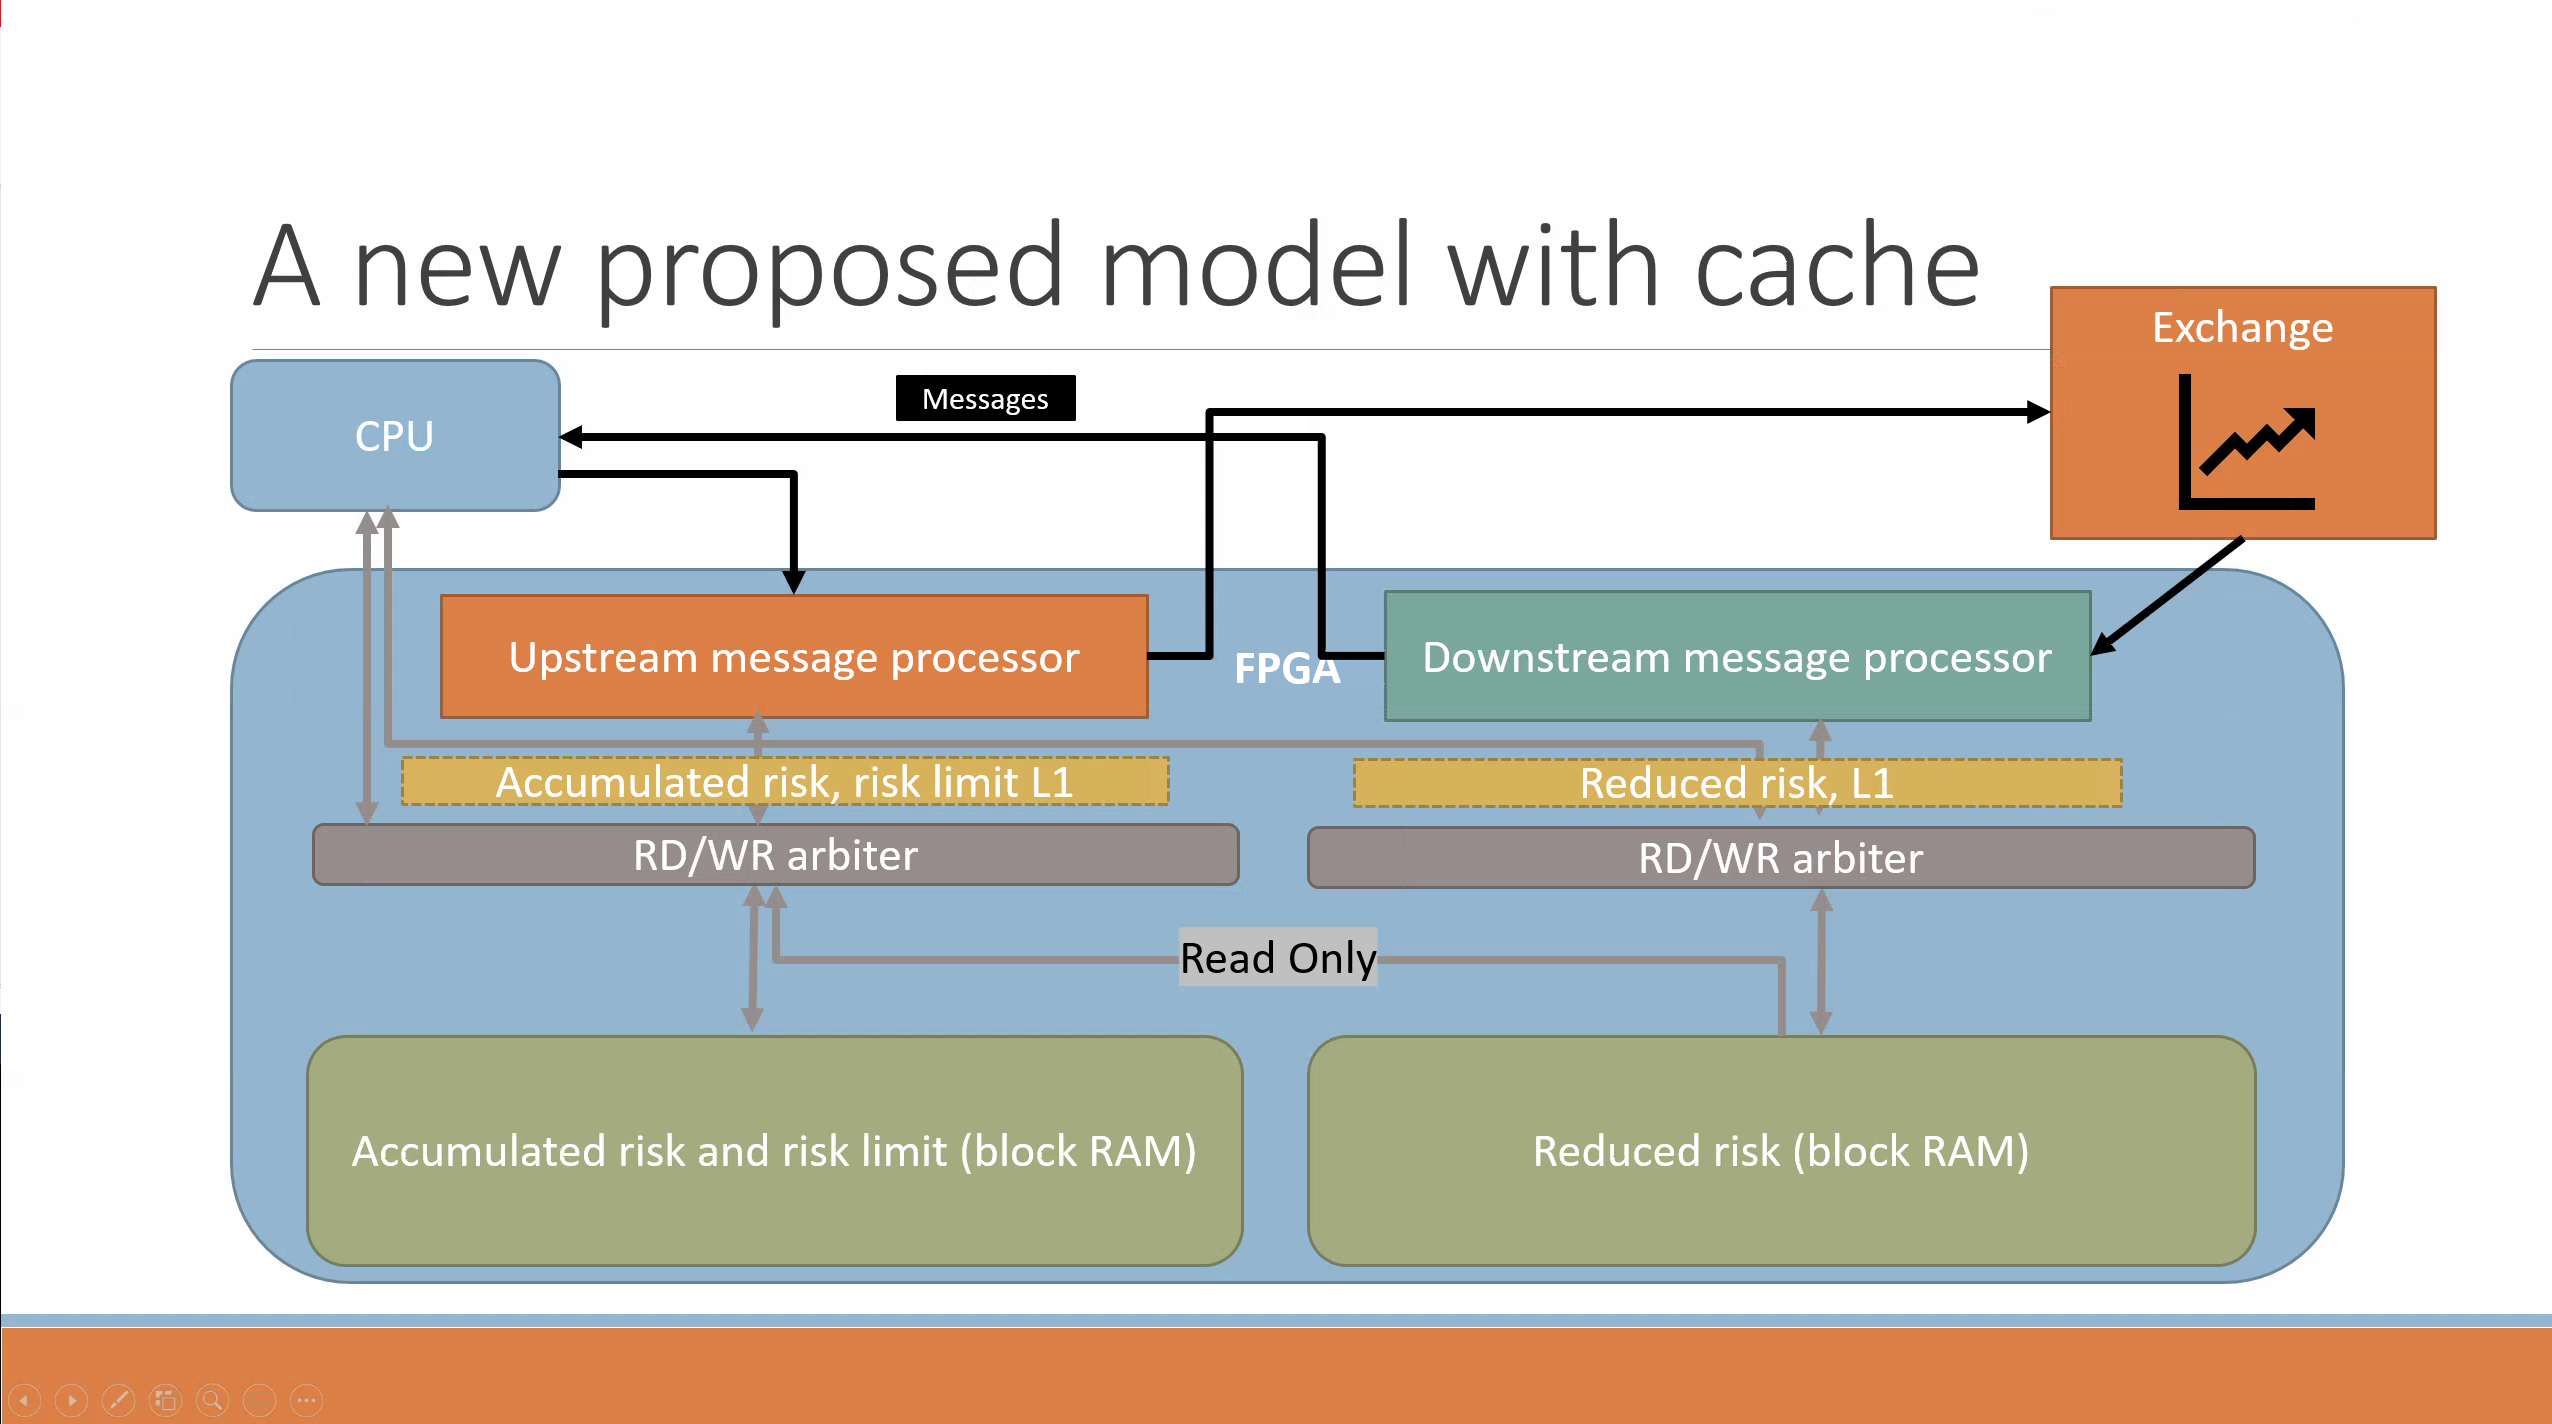 A new proposed model with cache
Exchange
Messages
CPU
Upstream message processor
FPGA
Downstream message processor
Accumulated risk, risk limit L1
Reduced risk, L1
RD/WR arbiter
RD/WR arbiter
Read Only
Accumulated risk and risk limit (block RAM)
Reduced risk (block RAM)